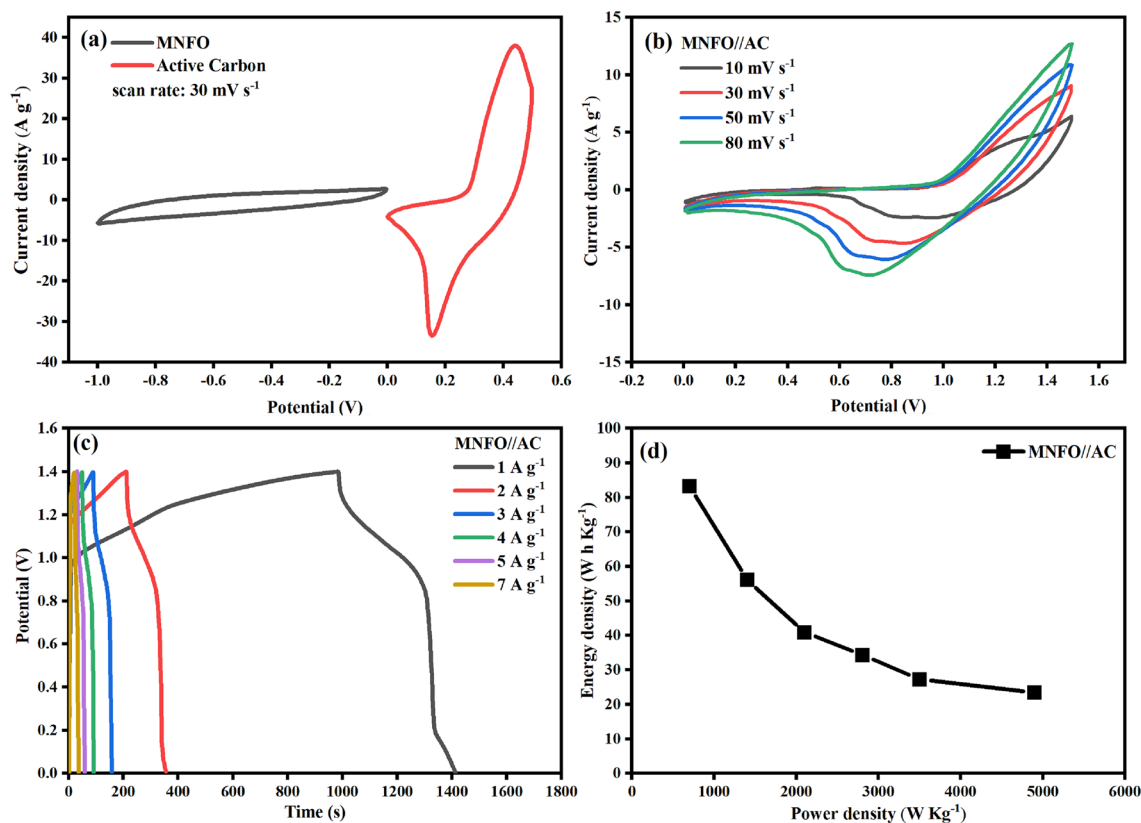 (a)
MNFO
Active Carbon
scan rate: 30 mV s⁻¹
40
30
20
10
0
-10
-20
-30
-40
Current density (A g⁻¹)
-1.0
-0.8
-0.6
-0.4
-0.2
0.0
0.2
0.4
0.6
Potential (V)
(b)
MNFO//AC
10 mV s⁻¹
30 mV s⁻¹
50 mV s⁻¹
80 mV s⁻¹
15
10
5
0
-5
-10
-15
Current density (A g⁻¹)
-0.2
0.0
0.2
0.4
0.6
0.8
1.0
1.2
1.4
1.6
Potential (V)
(c)
MNFO//AC
1 A g⁻¹
2 A g⁻¹
3 A g⁻¹
4 A g⁻¹
5 A g⁻¹
7 A g⁻¹
1.6
1.4
1.2
1.0
0.8
0.6
0.4
0.2
0.0
Potential (V)
0
200
400
600
800
1000
1200
1400
1600
1800
Time (s)
(d)
MNFO//AC
100
90
80
70
60
50
40
30
20
10
0
Energy density (W h Kg⁻¹)
0
1000
2000
3000
4000
5000
6000
Power density (W Kg⁻¹)